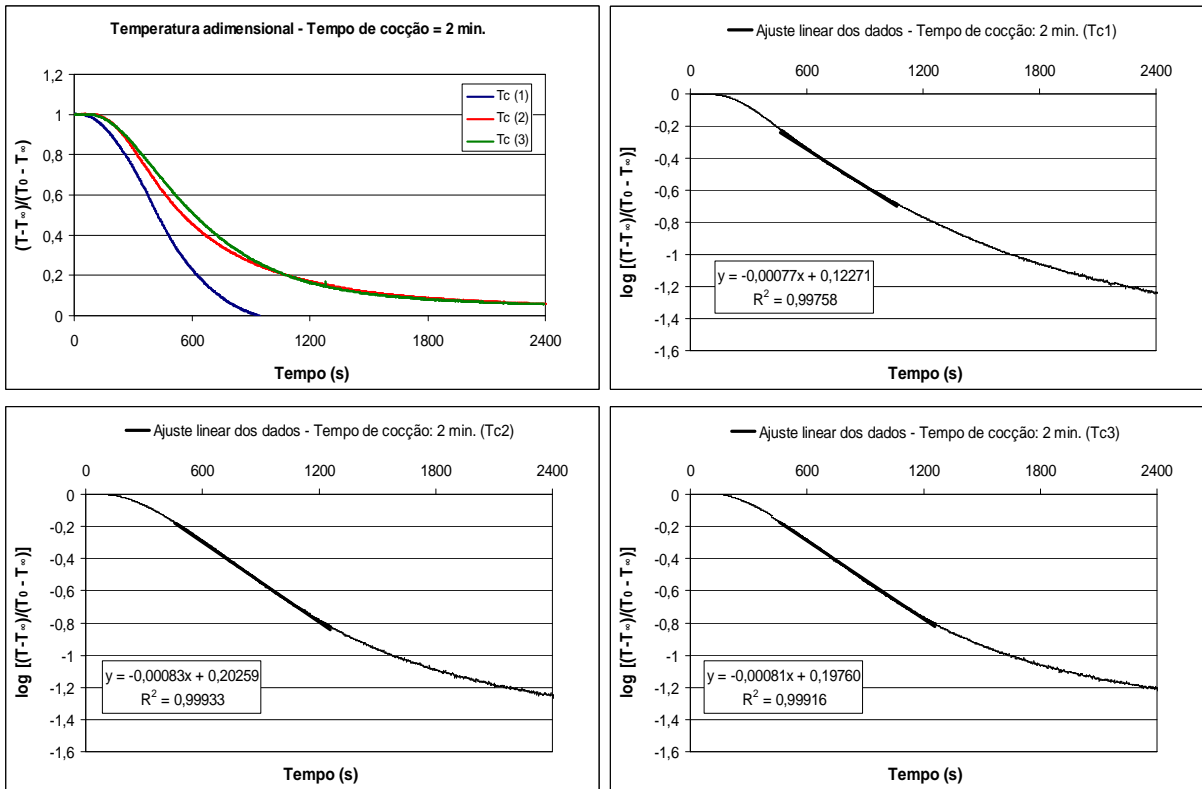 Temperatura adimensional - Tempo de cocção = 2 min.
1,2
1
0,8
0,6
0,4
0,2
0
(T-T∞)/(T0 - T∞)
Tc (1)
Tc (2)
Tc (3)
0 600 1200 1800 2400
Tempo (s)
Ajuste linear dos dados - Tempo de cocção: 2 min. (Tc1)
0 600 1200 1800 2400
0
-0,2
-0,4
-0,6
-0,8
-1
-1,2
-1,4
-1,6
log [(T-T∞)/(T0 - T∞)]
y = -0,00077x + 0,12271
R² = 0,99758
Tempo (s)
Ajuste linear dos dados - Tempo de cocção: 2 min. (Tc2)
0 600 1200 1800 2400
0
-0,2
-0,4
-0,6
-0,8
-1
-1,2
-1,4
-1,6
log [(T-T∞)/(T0 - T∞)]
y = -0,00083x + 0,20259
R² = 0,99933
Tempo (s)
Ajuste linear dos dados - Tempo de cocção: 2 min. (Tc3)
0 600 1200 1800 2400
0
-0,2
-0,4
-0,6
-0,8
-1
-1,2
-1,4
-1,6
log [(T-T∞)/(T0 - T∞)]
y = -0,00081x + 0,19760
R² = 0,99916
Tempo (s)